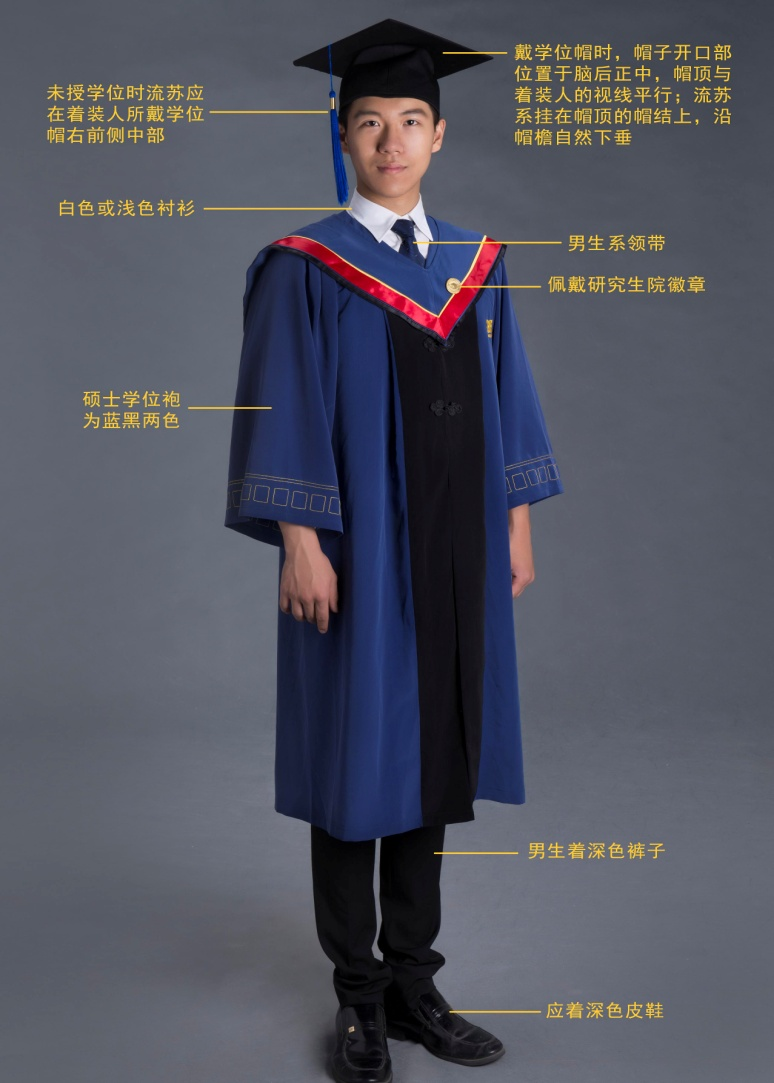 戴学位帽时，帽子开口部
位置于脑后正中，帽顶与
着装人的视线平行；流苏
系挂在帽顶的帽结上，沿
帽檐自然下垂
未授学位时流苏应
在着装人所戴学位
帽右前侧中部
白色或浅色衬衫
男生系领带
佩戴研究生院徽章
硕士学位袍
为蓝黑两色
男生着深色裤子
应着深色皮鞋